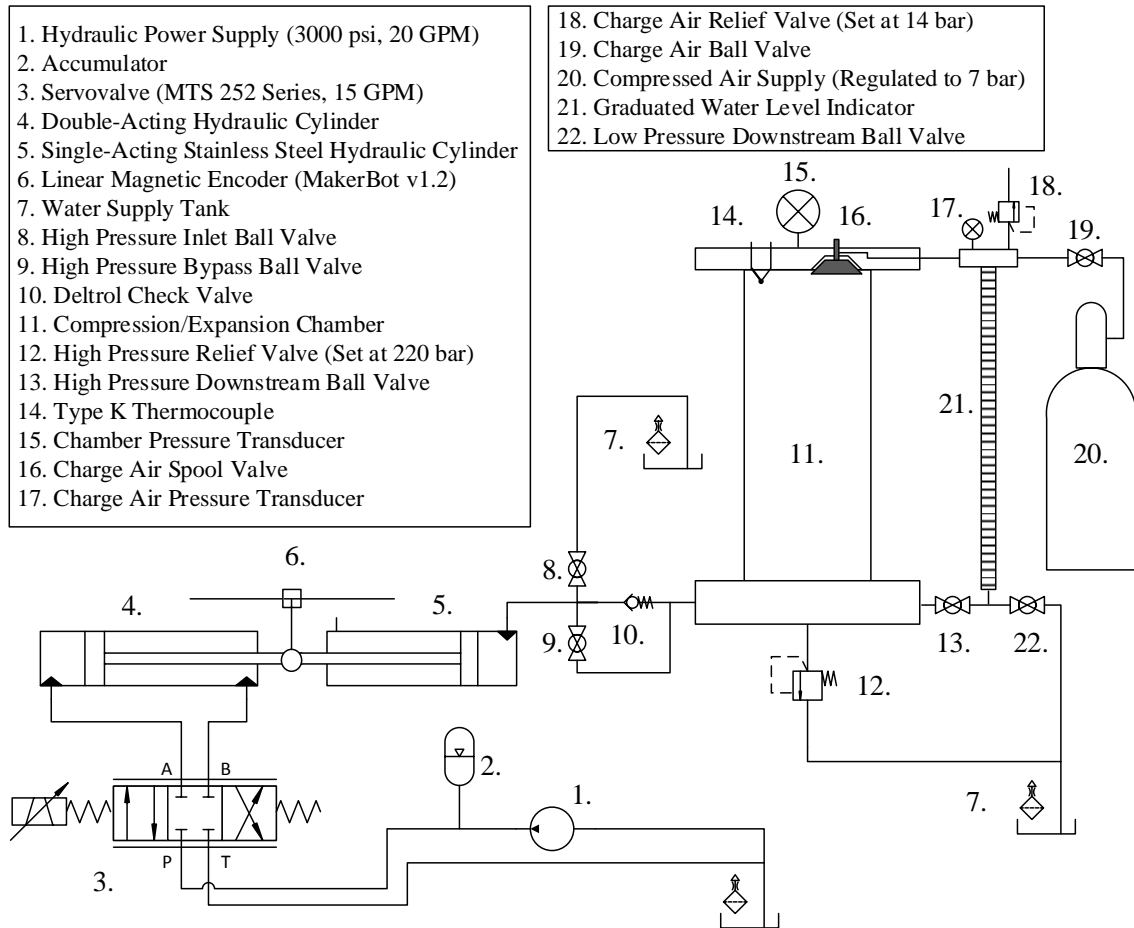 1. Hydraulic Power Supply (3000 psi, 20 GPM)
2. Accumulator
3. Servovalve (MTS 252 Series, 15 GPM)
4. Double-Acting Hydraulic Cylinder
5. Single-Acting Stainless Steel Hydraulic Cylinder
6. Linear Magnetic Encoder (MakerBot v1.2)
7. Water Supply Tank
8. High Pressure Inlet Ball Valve
9. High Pressure Bypass Ball Valve
10. Deltrol Check Valve
11. Compression/Expansion Chamber
12. High Pressure Relief Valve (Set at 220 bar)
13. High Pressure Downstream Ball Valve
14. Type K Thermocouple
15. Chamber Pressure Transducer
16. Charge Air Spool Valve
17. Charge Air Pressure Transducer
18. Charge Air Relief Valve (Set at 14 bar)
19. Charge Air Ball Valve
20. Compressed Air Supply (Regulated to 7 bar)
21. Graduated Water Level Indicator
22. Low Pressure Downstream Ball Valve
15.
14.
16.
17.
18.
19.
21.
20.
7.
11.
8.
6.
4.
5.
10.
9.
13.
22.
12.
A
B
2.
1.
7.
P
T
3.